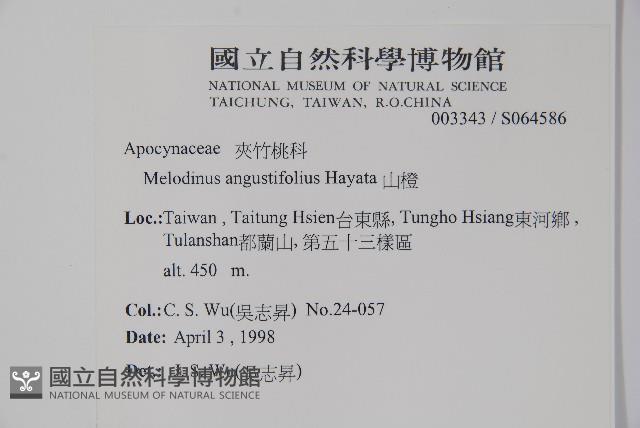 國立自然科學博物館
NATIONAL MUSEUM OF NATURAL SCIENCE
TAICHUNG, TAIWAN, R.O.CHINA
003343 / S064586
Apocynaceae 夾竹桃科
Melodinus angustifolius Hayata 山橙
Loc.:Taiwan , Taitung Hsien台東縣, Tungho Hsiang東河鄉 ,
Tulanshan都蘭山, 第五十三樣區
alt. 450 m.
Col.:C. S. Wu(吳志昇) No.24-057
Date: April 3 , 1998
Det.: S. Wu(吳志昇)
國立自然科學博物館
NATIONAL MUSEUM OF NATURAL SCIENCE